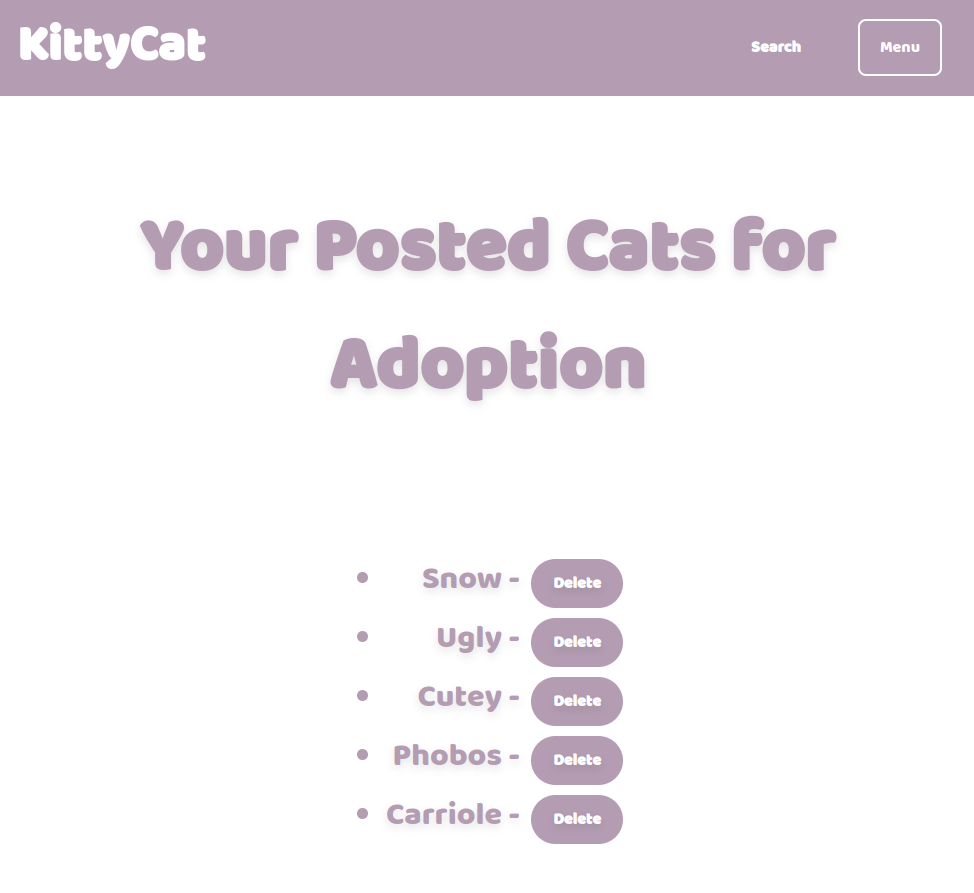 KittyCat
Search
Menu
Your Posted Cats for
Adoption
• Snow - Delete
• Ugly - Delete
• Cutey - Delete
• Phobos - Delete
• Carriole - Delete